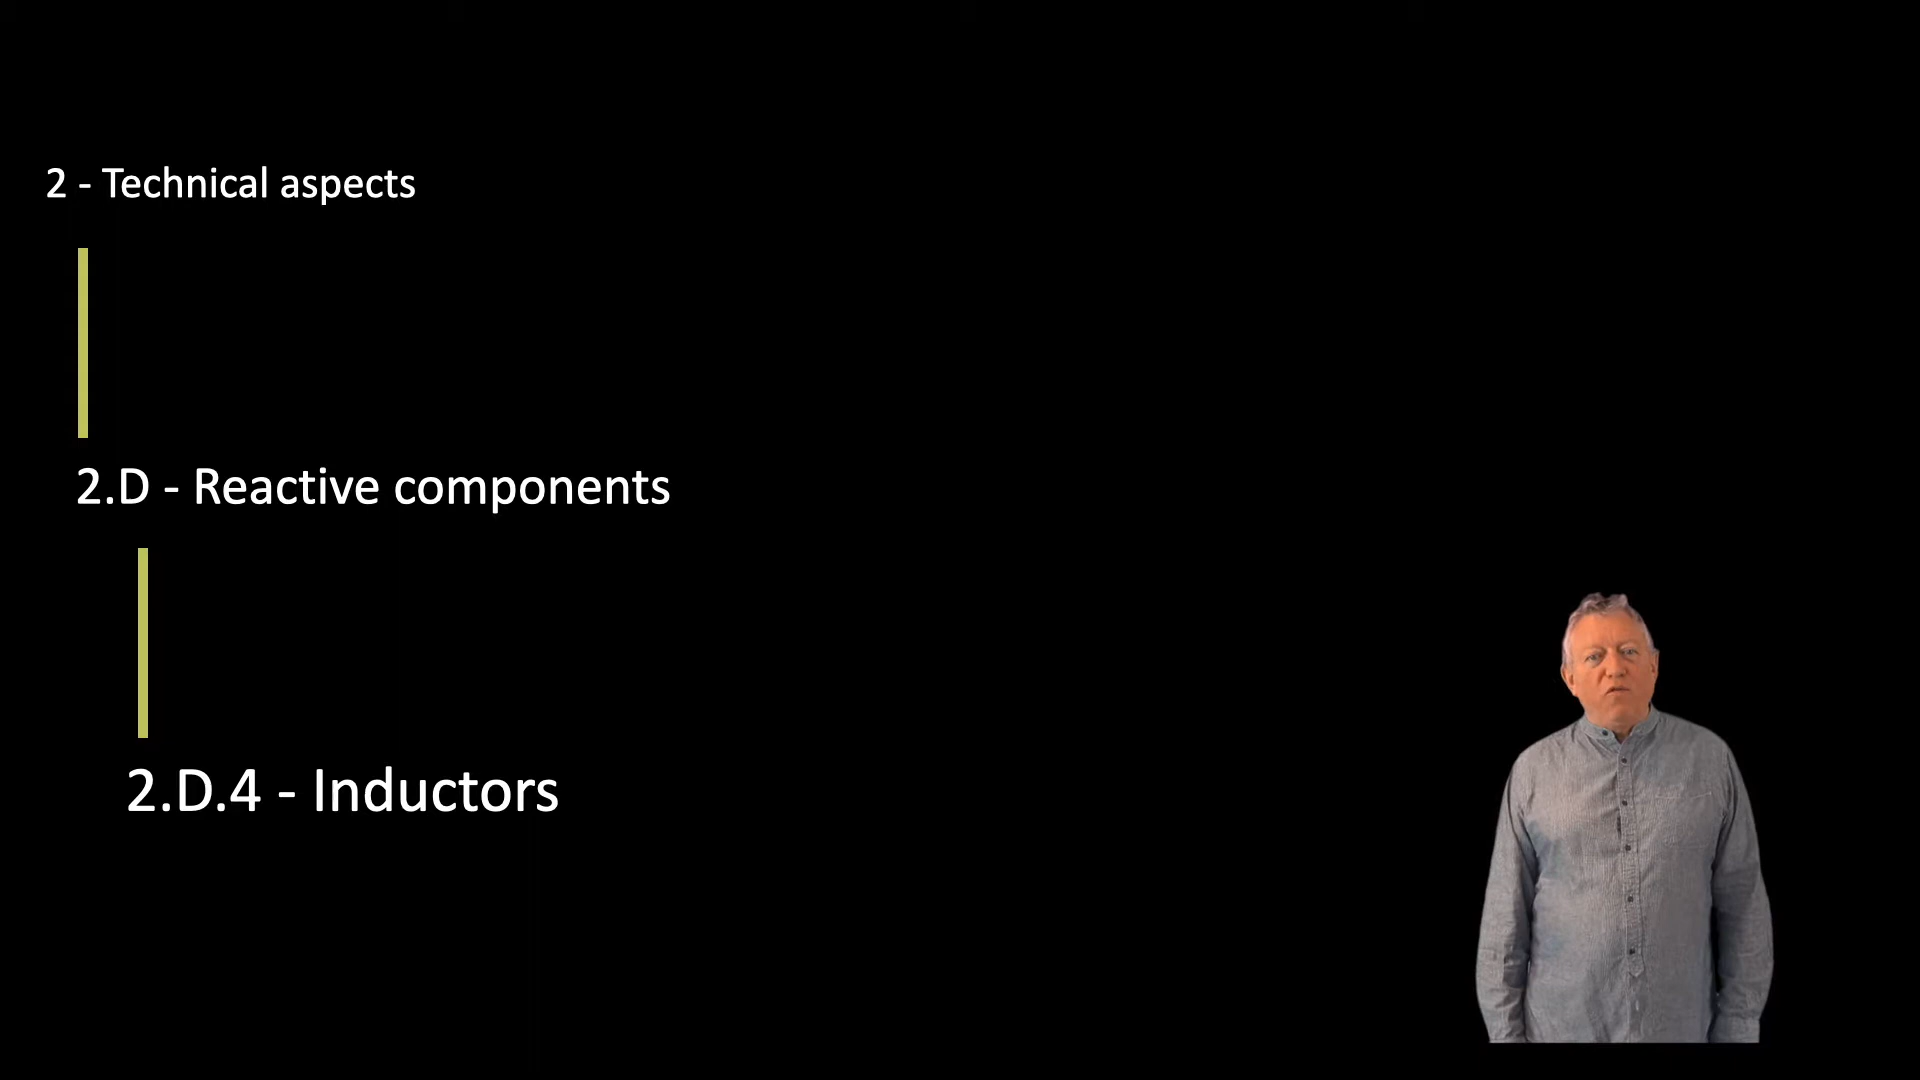 2 - Technical aspects
2.D - Reactive components
2.D.4 - Inductors